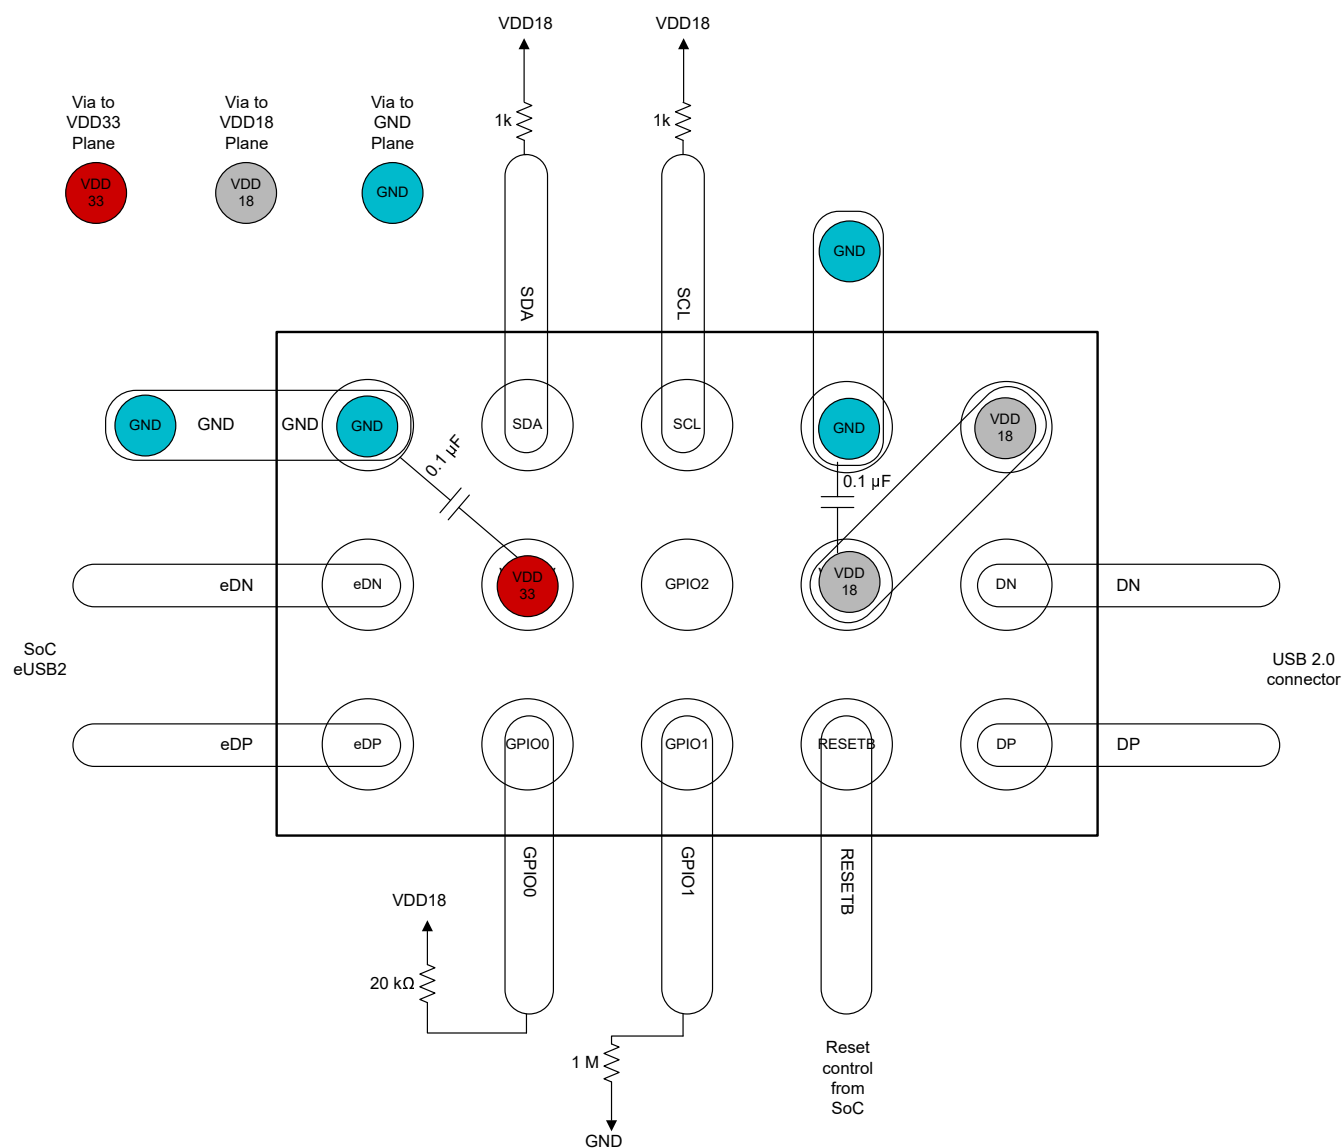 VDD18
VDD18
Via to
VDD33
Plane
Via to
VDD18
Plane
Via to
GND
Plane
1k
1k
VDD
33
VDD
18
GND
GND
SDA
SCL
GND
GND
GND
GND
SDA
SCL
GND
VDD
18
0.1 µF
0.1 µF
eDN
eDN
VDD
33
GPIO2
VDD
18
DN
DN
SoC
eUSB2
USB 2.0
connector
eDP
eDP
GPIO0
GPIO1
RESETB
DP
DP
GPIO0
GPIO1
RESETB
VDD18
20 kΩ
1 M
Reset
control
from
SoC
GND